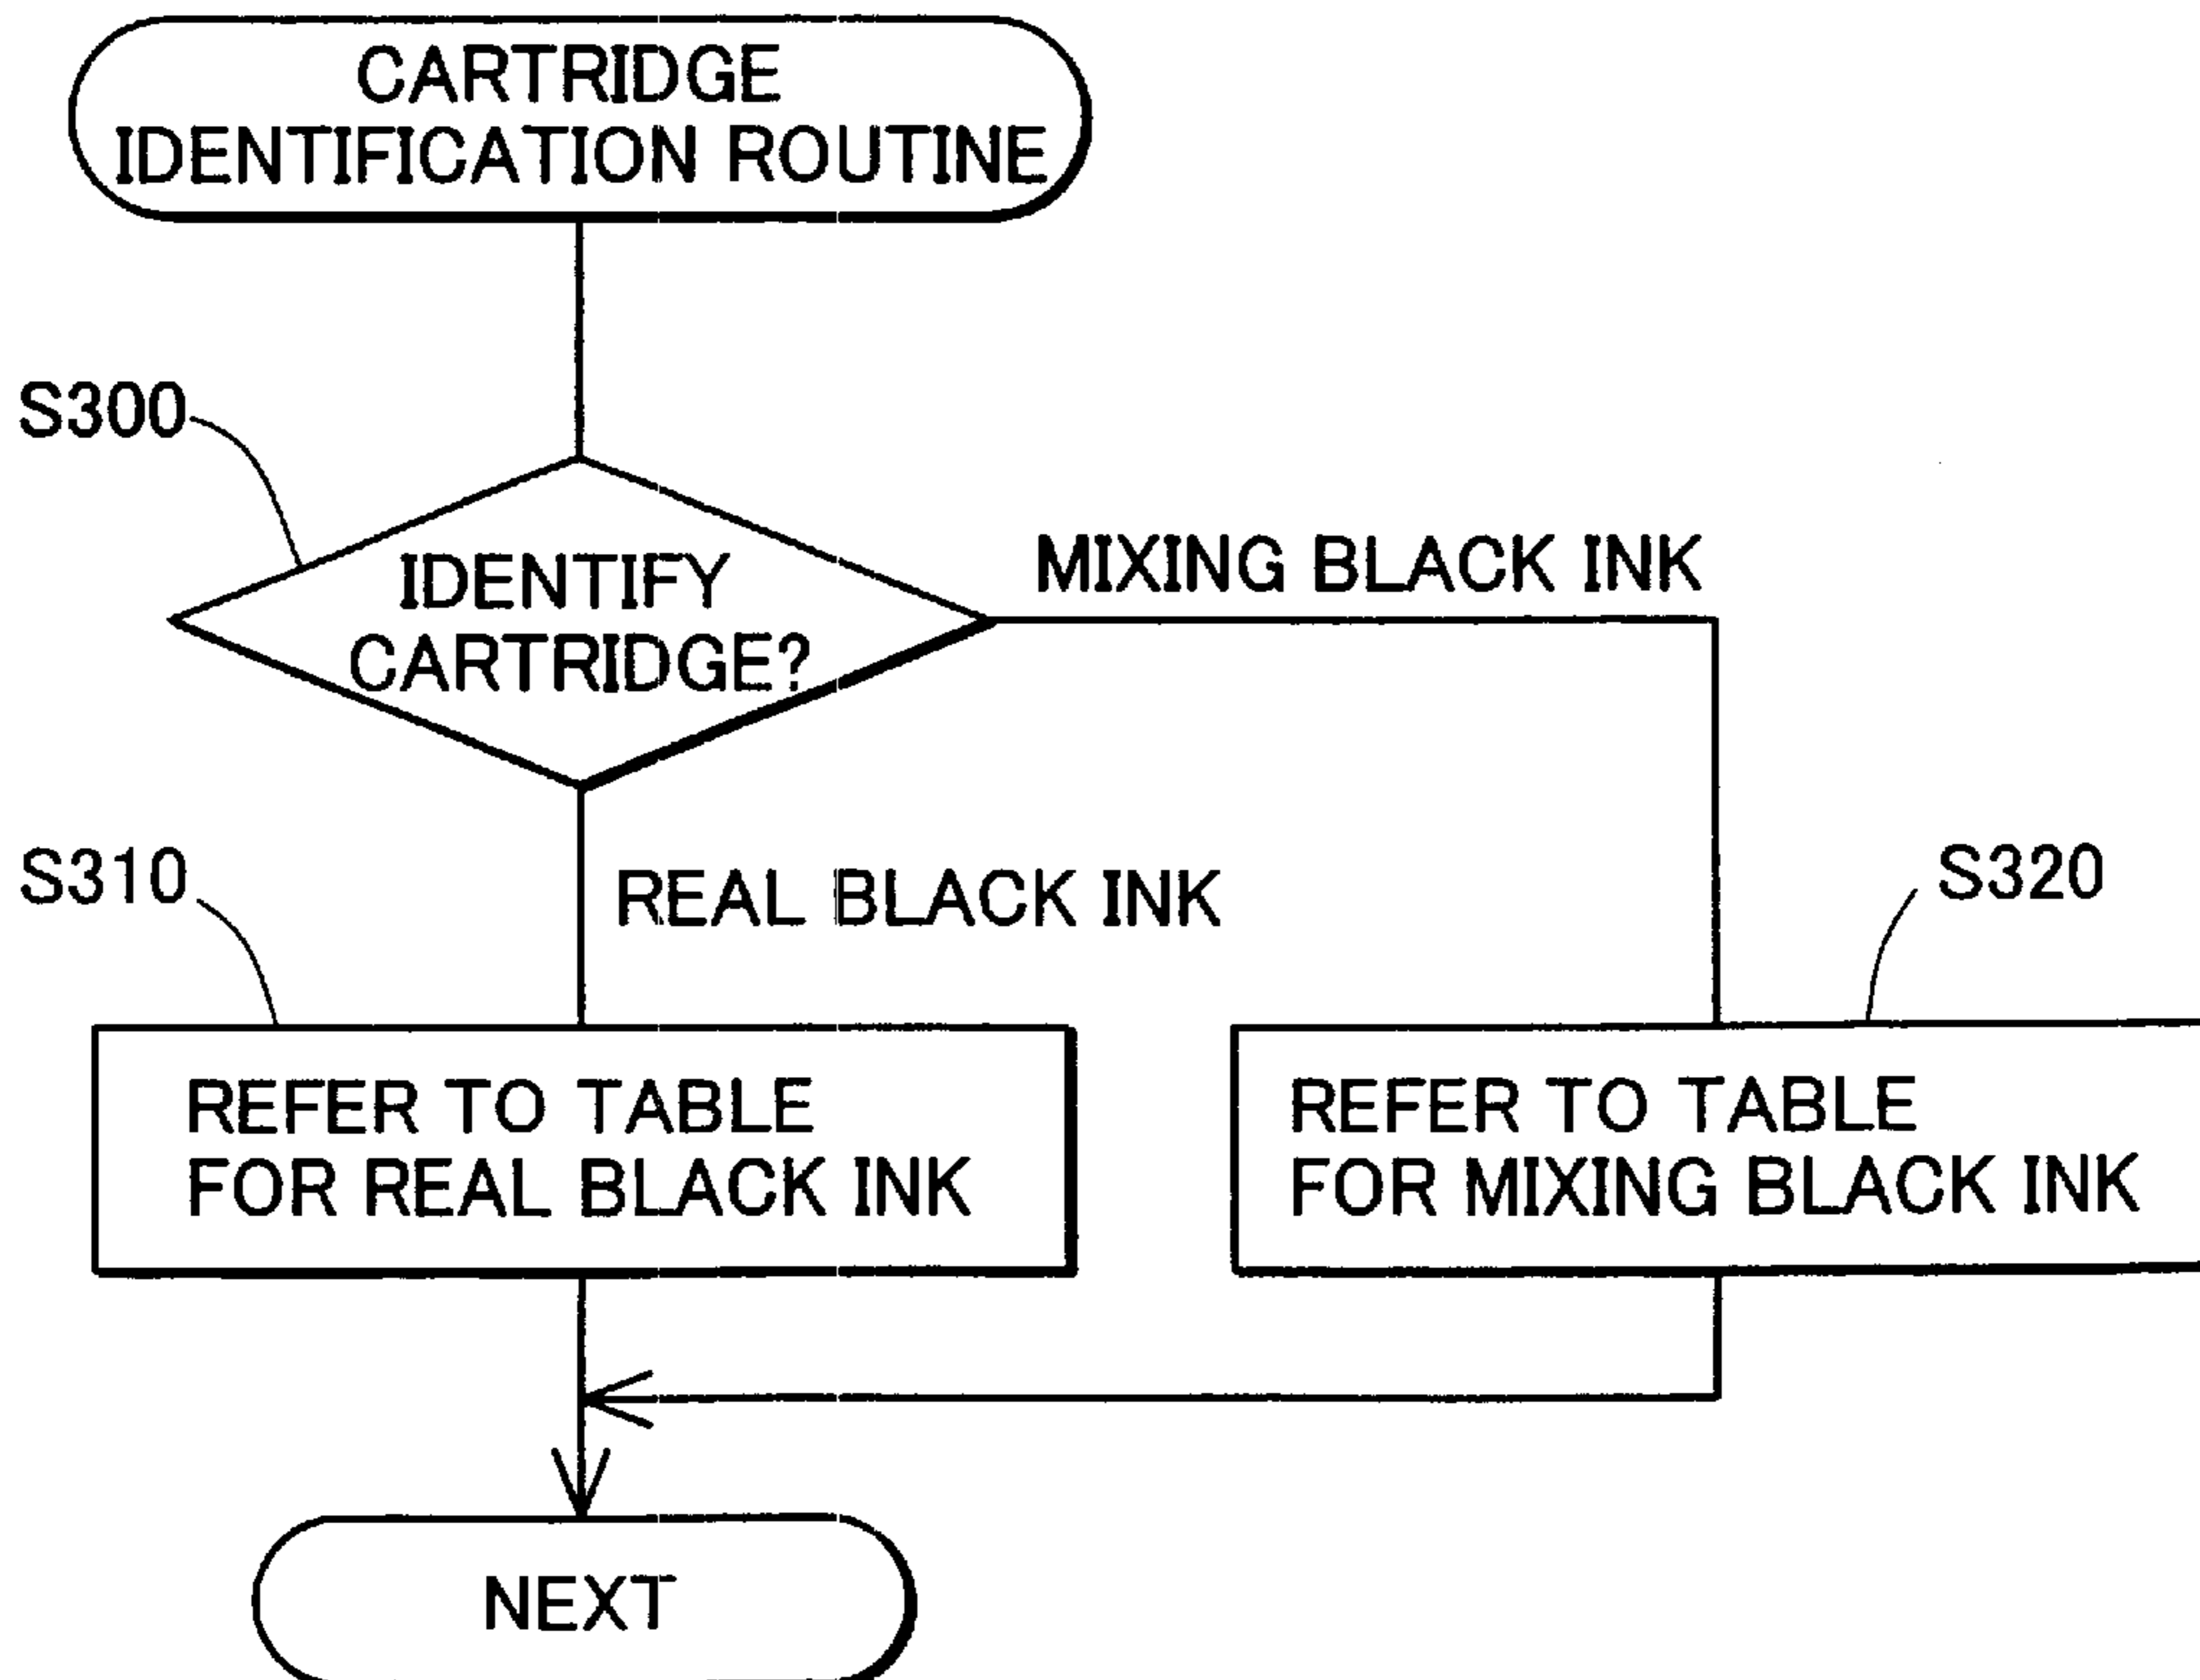 CARTRIDGE
IDENTIFICATION ROUTINE
S300
IDENTIFY
CARTRIDGE?
MIXING BLACK INK
S310
REAL BLACK INK
S320
REFER TO TABLE
FOR REAL BLACK INK
REFER TO TABLE
FOR MIXING BLACK INK
NEXT